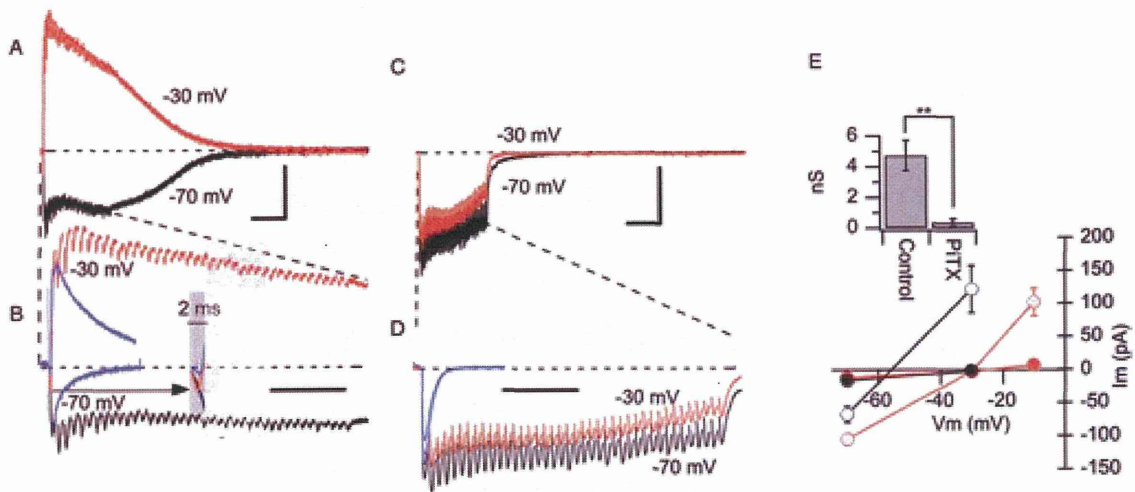 A
-30 mV
-70 mV
B
-30 mV
2 ms
-70 mV
C
-30 mV
-70 mV
D
-30 mV
-70 mV
E
**
6
4
2
0
nS
Control
PiTX
200
150
100
50
0
-50
-100
-150
Im (pA)
-60
-40
-20
Vm (mV)